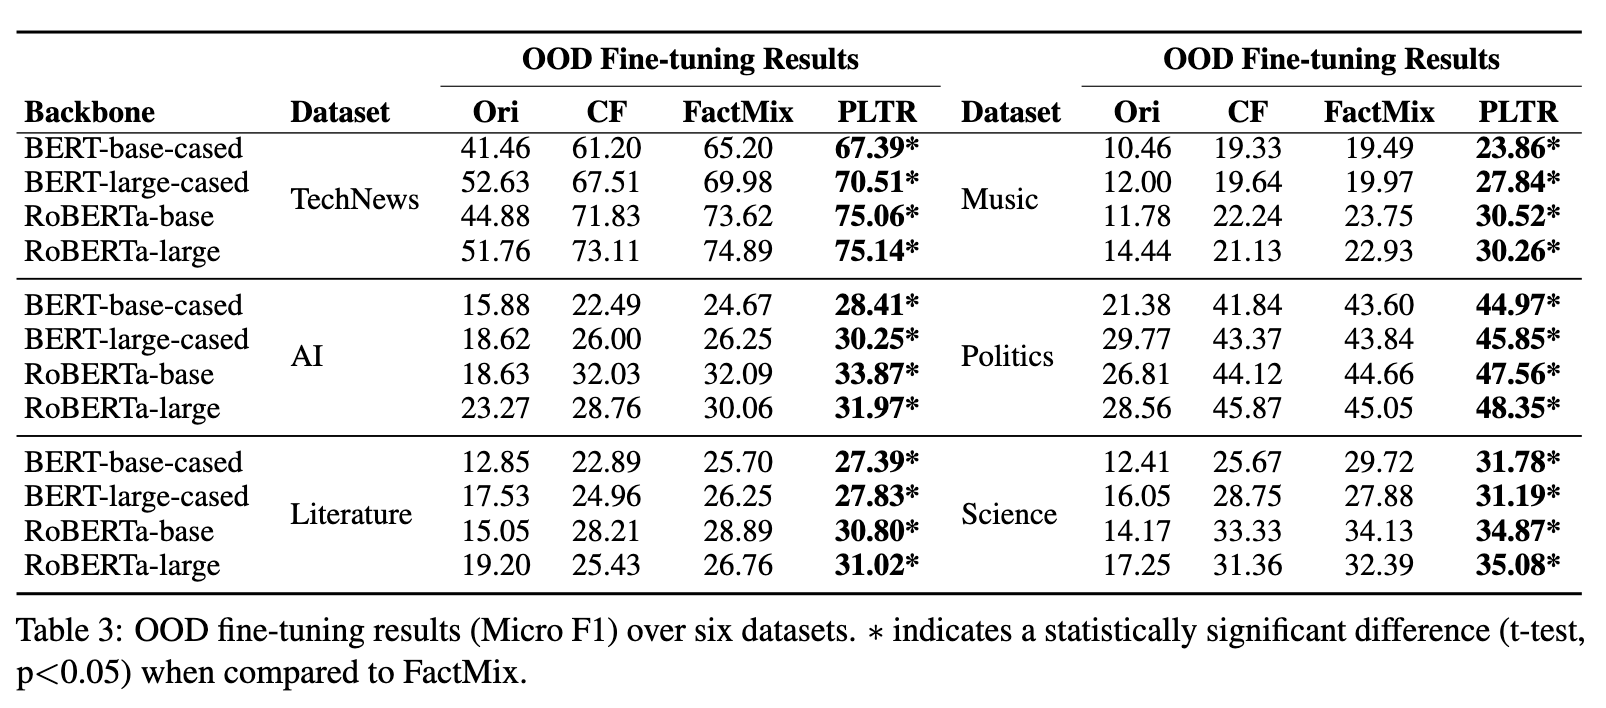 OOD Fine-tuning Results OOD Fine-tuning Results
Backbone Dataset Ori CF FactMix PLTR Dataset Ori CF FactMix PLTR
BERT-base-cased 41.46 61.20 65.20 67.39* 10.46 19.33 19.49 23.86*
BERT-large-cased 52.63 67.51 69.98 70.51* 12.00 19.64 19.97 27.84*
TechNews Music
RoBERTa-base 44.88 71.83 73.62 75.06* 11.78 22.24 23.75 30.52*
RoBERTa-large 51.76 73.11 74.89 75.14* 14.44 21.13 22.93 30.26*
BERT-base-cased 15.88 22.49 24.67 28.41* 21.38 41.84 43.60 44.97*
BERT-large-cased 18.62 26.00 26.25 30.25* 29.77 43.37 43.84 45.85*
AI Politics
RoBERTa-base 18.63 32.03 32.09 33.87* 26.81 44.12 44.66 47.56*
RoBERTa-large 23.27 28.76 30.06 31.97* 28.56 45.87 45.05 48.35*
BERT-base-cased 12.85 22.89 25.70 27.39* 12.41 25.67 29.72 31.78*
BERT-large-cased 17.53 24.96 26.25 27.83* 16.05 28.75 27.88 31.19*
Literature Science
RoBERTa-base 15.05 28.21 28.89 30.80* 14.17 33.33 34.13 34.87*
RoBERTa-large 19.20 25.43 26.76 31.02* 17.25 31.36 32.39 35.08*
Table 3: OOD fine-tuning results (Micro F1) over six datasets. * indicates a statistically significant difference (t-test,
p<0.05) when compared to FactMix.